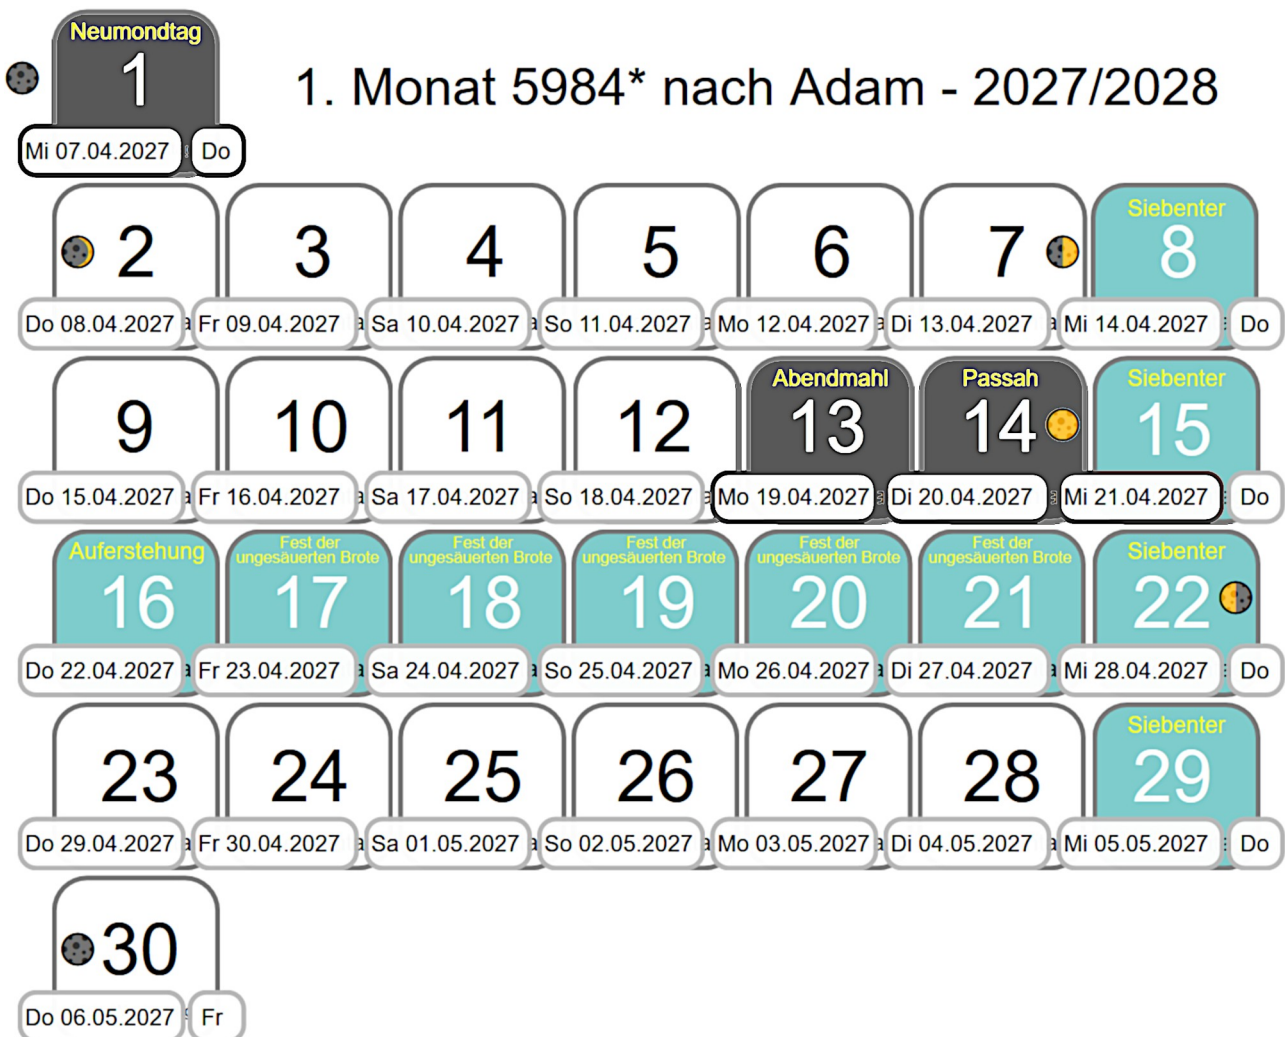 Neumondtag
1
1. Monat 5984* nach Adam - 2027/2028
Mi 07.04.2027 Do
Siebenter
2 3 4 5 6 7 8
Do 08.04.2027 Fr 09.04.2027 Sa 10.04.2027 So 11.04.2027 Mo 12.04.2027 Di 13.04.2027 Mi 14.04.2027 Do
Abendmahl Passah Siebenter
9 10 11 12 13 14 15
Do 15.04.2027 Fr 16.04.2027 Sa 17.04.2027 So 18.04.2027 Mo 19.04.2027 Di 20.04.2027 Mi 21.04.2027 Do
Auferstehung Fest der Fest der Fest der Fest der Fest der Siebenter
ungesäuerten Brote ungesäuerten Brote ungesäuerten Brote ungesäuerten Brote ungesäuerten Brote
16 17 18 19 20 21 22
Do 22.04.2027 Fr 23.04.2027 Sa 24.04.2027 So 25.04.2027 Mo 26.04.2027 Di 27.04.2027 Mi 28.04.2027 Do
Siebenter
23 24 25 26 27 28 29
Do 29.04.2027 Fr 30.04.2027 Sa 01.05.2027 So 02.05.2027 Mo 03.05.2027 Di 04.05.2027 Mi 05.05.2027 Do
30
Do 06.05.2027 Fr